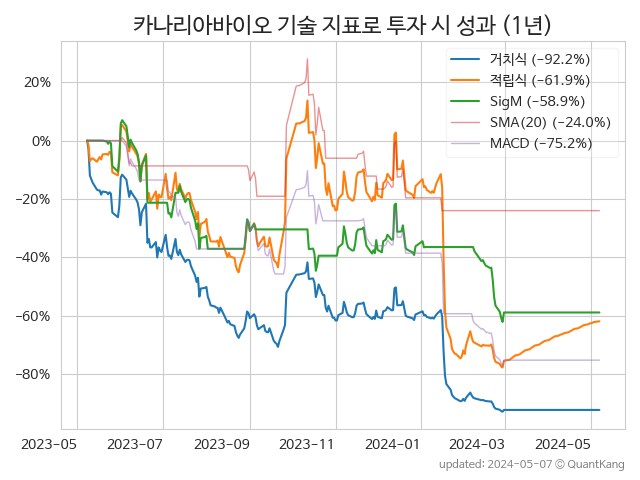 카나리아바이오 기술 지표로 투자 시 성과 (1년)
거치식 (−92.2%)
적립식 (−61.9%)
SigM (−58.9%)
SMA(20) (−24.0%)
MACD (−75.2%)
20%
0%
−20%
−40%
−60%
−80%
2023−05 2023−07 2023−09 2023−11 2024−01 2024−03 2024−05
updated: 2024−05−07 © QuantKang